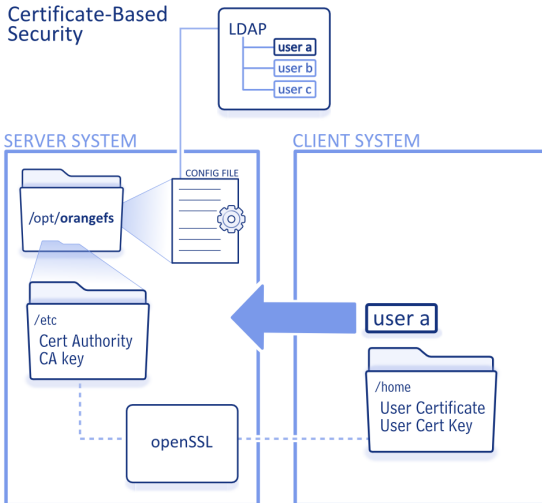 Certificate-Based
Security
LDAP
user a
user b
user c
SERVER SYSTEM
CLIENT SYSTEM
CONFIG FILE
/opt/orangefs
/etc
Cert Authority
CA key
user a
/home
User Certificate
User Cert Key
openSSL